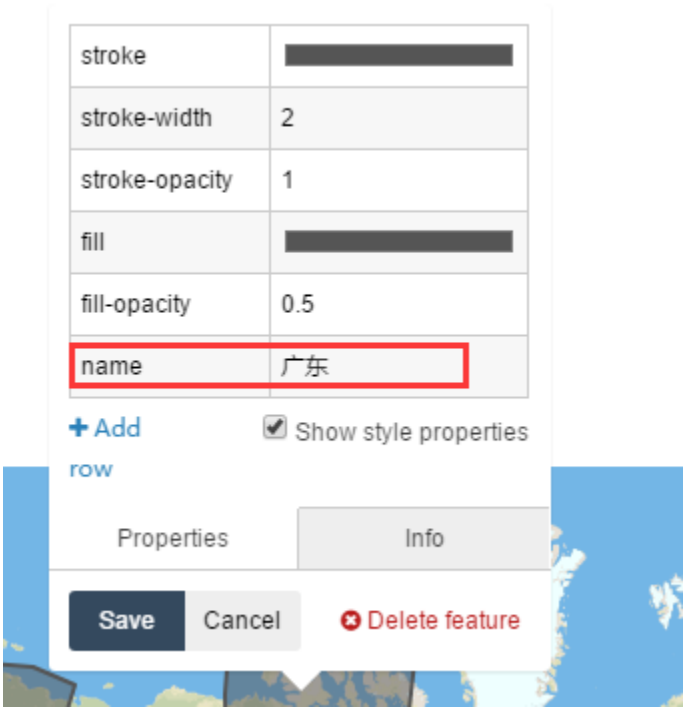 stroke
stroke-width 2
stroke-opacity 1
fill
fill-opacity 0.5
name 广东
Add Show style properties
row
Properties Info
Save Cancel Delete feature